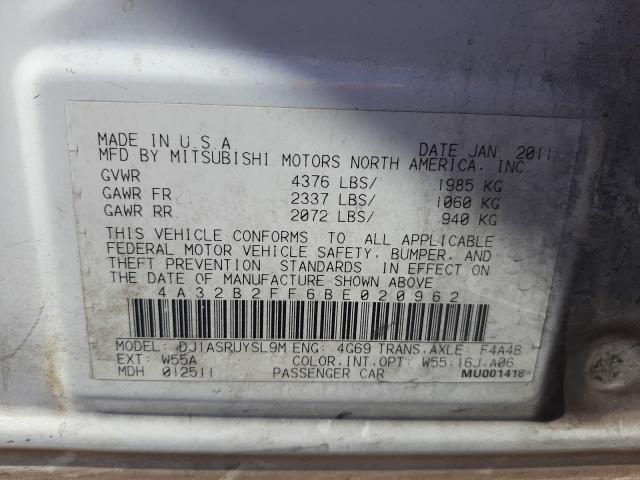 MADE IN U.S.A DATE JAN 2011
MFD BY MITSUBISHI MOTORS NORTH AMERICA, INC
GVWR 4376 LBS/ 1985 KG
GAWR FR 2337 LBS/ 1060 KG
GAWR RR 2072 LBS/ 940 KG
THIS VEHICLE CONFORMS TO ALL APPLICABLE
FEDERAL MOTOR VEHICLE SAFETY, BUMPER, AND
THEFT PREVENTION STANDARDS IN EFFECT ON
THE DATE OF MANUFACTURE SHOWN ABOVE
4A32B2FF6BE020962
MODEL: DJ1ASRUYSL9M ENG: 4G69 TRANS.AXLE: F4A4B
EXT: W55A COLOR.INT.OPT: W55:16J.A06
MDH 012511 PASSENGER CAR MU001418